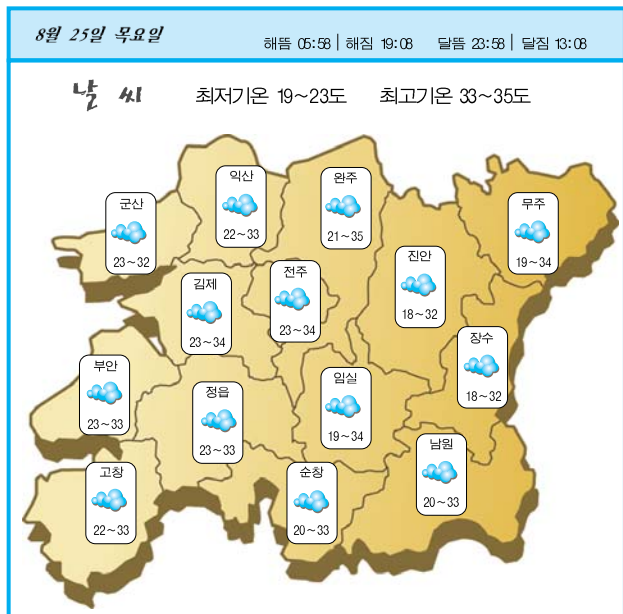 8월 25일 목요일
해뜸 05:58 | 해짐 19:08 달뜸 23:58 | 달짐 13:08
날 씨 최저기온 19~23도 최고기온 33~35도
군산
23~32
익산
22~33
완주
21~35
무주
19~34
김제
23~34
전주
23~34
진안
18~32
장수
18~32
부안
23~33
정읍
23~33
임실
19~34
남원
20~33
고창
22~33
순창
20~33